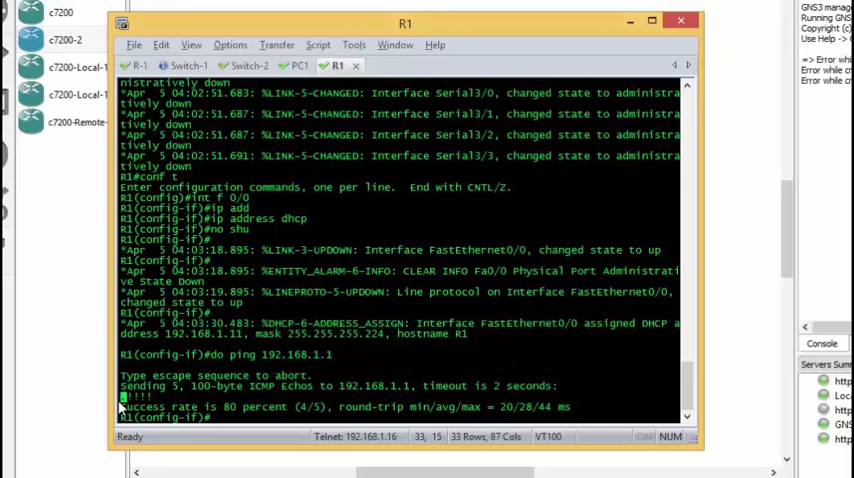 c7200
c7200-2
c7200-Local-1
c7200-Local-1
c7200-Remote-
R1
File Edit View Options Transfer Script Tools Window Help
R-1 Switch-1 Switch-2 PC1 R1
nistratively down
*Apr  5 04:02:51.683: %LINK-5-CHANGED: Interface Serial3/0, changed state to administra
tively down
*Apr  5 04:02:51.687: %LINK-5-CHANGED: Interface Serial3/1, changed state to administra
tively down
*Apr  5 04:02:51.687: %LINK-5-CHANGED: Interface Serial3/2, changed state to administra
tively down
*Apr  5 04:02:51.691: %LINK-5-CHANGED: Interface Serial3/3, changed state to administra
tively down
R1#conf t
Enter configuration commands, one per line.  End with CNTL/Z.
R1(config)#int f 0/0
R1(config-if)#ip add
R1(config-if)#ip address dhcp
R1(config-if)#no shu
R1(config-if)#
*Apr  5 04:03:18.895: %LINK-3-UPDOWN: Interface FastEthernet0/0, changed state to up
R1(config-if)#
*Apr  5 04:03:18.895: %ENTITY_ALARM-6-INFO: CLEAR INFO Fa0/0 Physical Port Administrati
ve State Down
*Apr  5 04:03:19.895: %LINEPROTO-5-UPDOWN: Line protocol on Interface FastEthernet0/0,
changed state to up
R1(config-if)#
*Apr  5 04:03:30.483: %DHCP-6-ADDRESS_ASSIGN: Interface FastEthernet0/0 assigned DHCP a
ddress 192.168.1.11, mask 255.255.255.224, hostname R1
R1(config-if)#do ping 192.168.1.1
Type escape sequence to abort.
Sending 5, 100-byte ICMP Echos to 192.168.1.1, timeout is 2 seconds:
.!!!!
Success rate is 80 percent (4/5), round-trip min/avg/max = 20/28/44 ms
R1(config-if)#
Ready Telnet: 192.168.1.16 33, 15 33 Rows, 87 Cols VT100 CAP NUM
GNS3 mana
Running GNS
Copyright (c)
Use Help ->
=> Error whi
Error while cr
Error while cr
Console
Servers Summ
http
Loca
http
GNS
http